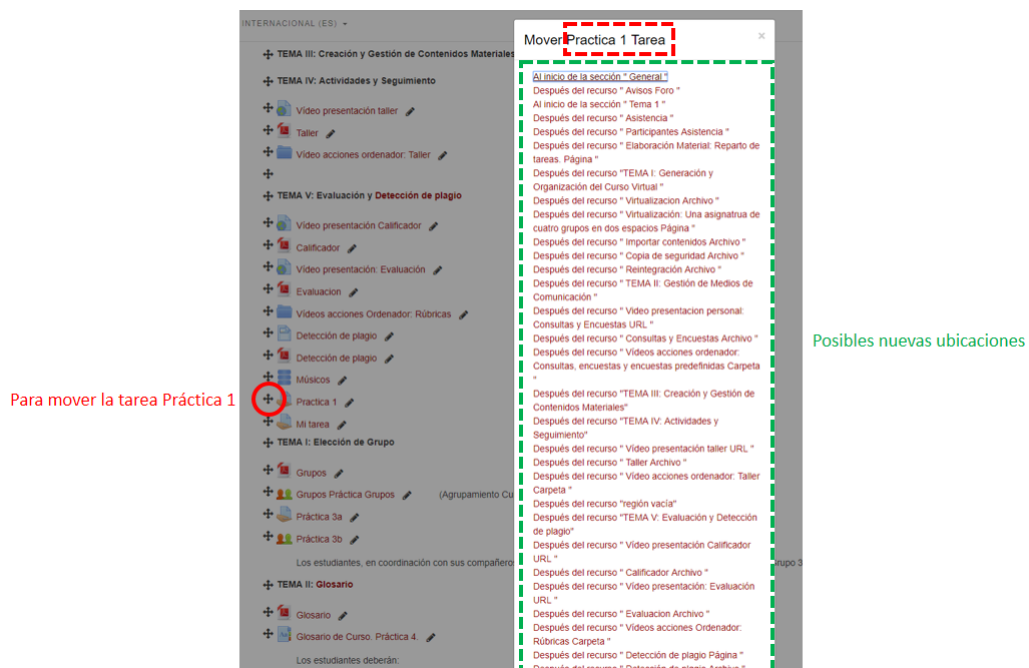 INTERNACIONAL (ES)
TEMA III: Creación y Gestión de Contenidos Materiales
TEMA IV: Actividades y Seguimiento
Vídeo presentación taller
Taller
Vídeo acciones ordenador: Taller
TEMA V: Evaluación y Detección de plagio
Vídeo presentación Calificador
Calificador
Vídeo presentación: Evaluación
Evaluacion
Vídeos acciones Ordenador: Rúbricas
Detección de plagio
Detección de plagio
Músicos
Para mover la tarea Práctica 1
Practica 1
Mi tarea
TEMA I: Elección de Grupo
Grupos
Grupos Práctica Grupos (Agrupamiento Cu
Práctica 3a
Práctica 3b
Los estudiantes, en coordinación con sus compañero
rupo 3
TEMA II: Glosario
Glosario
Glosario de Curso. Práctica 4.
Los estudiantes deberán:
Mover Practica 1 Tarea ×
Al inicio de la sección " General "
Después del recurso " Avisos Foro "
Al inicio de la sección " Tema 1 "
Después del recurso " Asistencia "
Después del recurso " Participantes Asistencia "
Después del recurso " Elaboración Material: Reparto de
tareas. Página "
Después del recurso "TEMA I: Generación y
Organización del Curso Virtual "
Después del recurso " Virtualizacion Archivo "
Después del recurso " Virtualización: Una asignatrua de
cuatro grupos en dos espacios Página "
Después del recurso " Importar contenidos Archivo "
Después del recurso " Copia de seguridad Archivo "
Después del recurso " Reintegración Archivo "
Después del recurso " TEMA II: Gestión de Medios de
Comunicación "
Después del recurso " Video presentacion personal:
Consultas y Encuestas URL "
Después del recurso " Consultas y Encuestas Archivo "
Después del recurso " Vídeos acciones ordenador:
Consultas, encuestas y encuestas predefinidas Carpeta
"
Después del recurso "TEMA III: Creación y Gestión de
Contenidos Materiales"
Después del recurso "TEMA IV: Actividades y
Seguimiento"
Después del recurso " Vídeo presentación taller URL "
Después del recurso " Taller Archivo "
Después del recurso " Vídeo acciones ordenador: Taller
Carpeta "
Después del recurso "región vacía"
Después del recurso "TEMA V: Evaluación y Detección
de plagio"
Después del recurso " Vídeo presentación Calificador
URL "
Después del recurso " Calificador Archivo "
Después del recurso " Vídeo presentación: Evaluación
URL "
Después del recurso " Evaluacion Archivo "
Después del recurso " Vídeos acciones Ordenador:
Rúbricas Carpeta "
Después del recurso " Detección de plagio Página "
Después del recurso " Detección de plagio Archivo "
Posibles nuevas ubicaciones